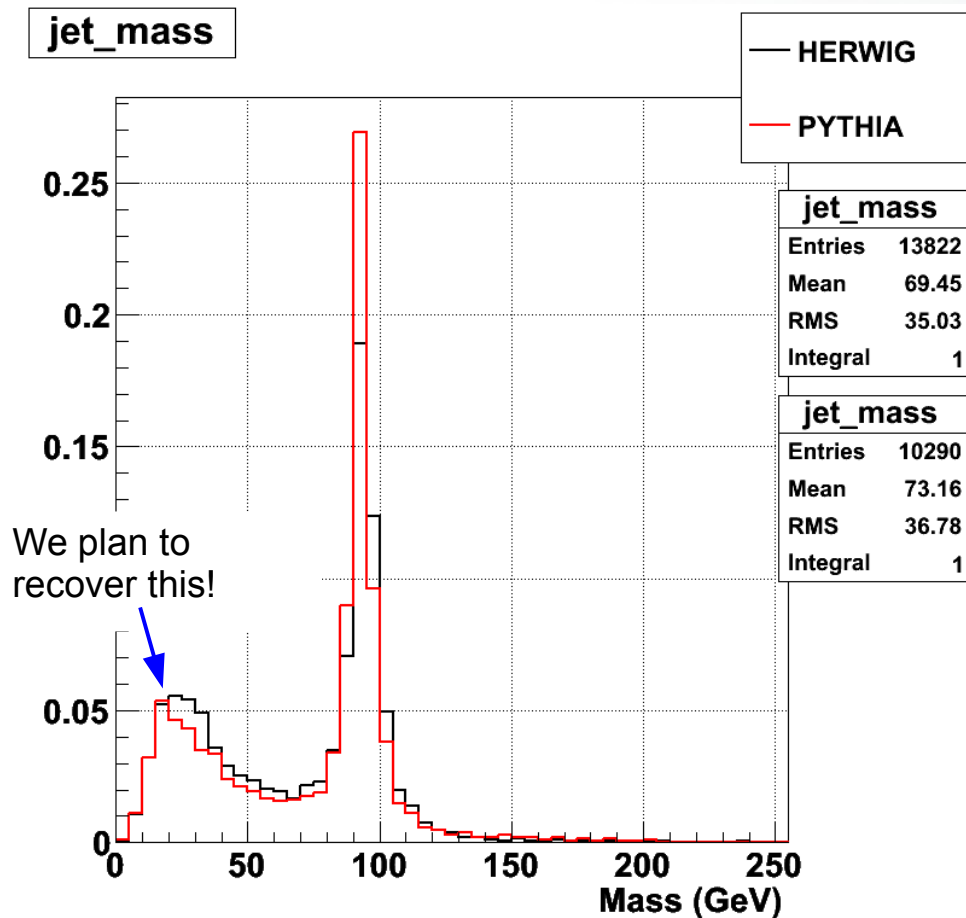 jet_mass
HERWIG
PYTHIA
jet_mass
Entries 13822
Mean 69.45
RMS 35.03
Integral 1
jet_mass
Entries 10290
Mean 73.16
RMS 36.78
Integral 1
0.25
0.2
0.15
We plan to
recover this!
0.05
0
0 50 100 150 200 250
Mass (GeV)